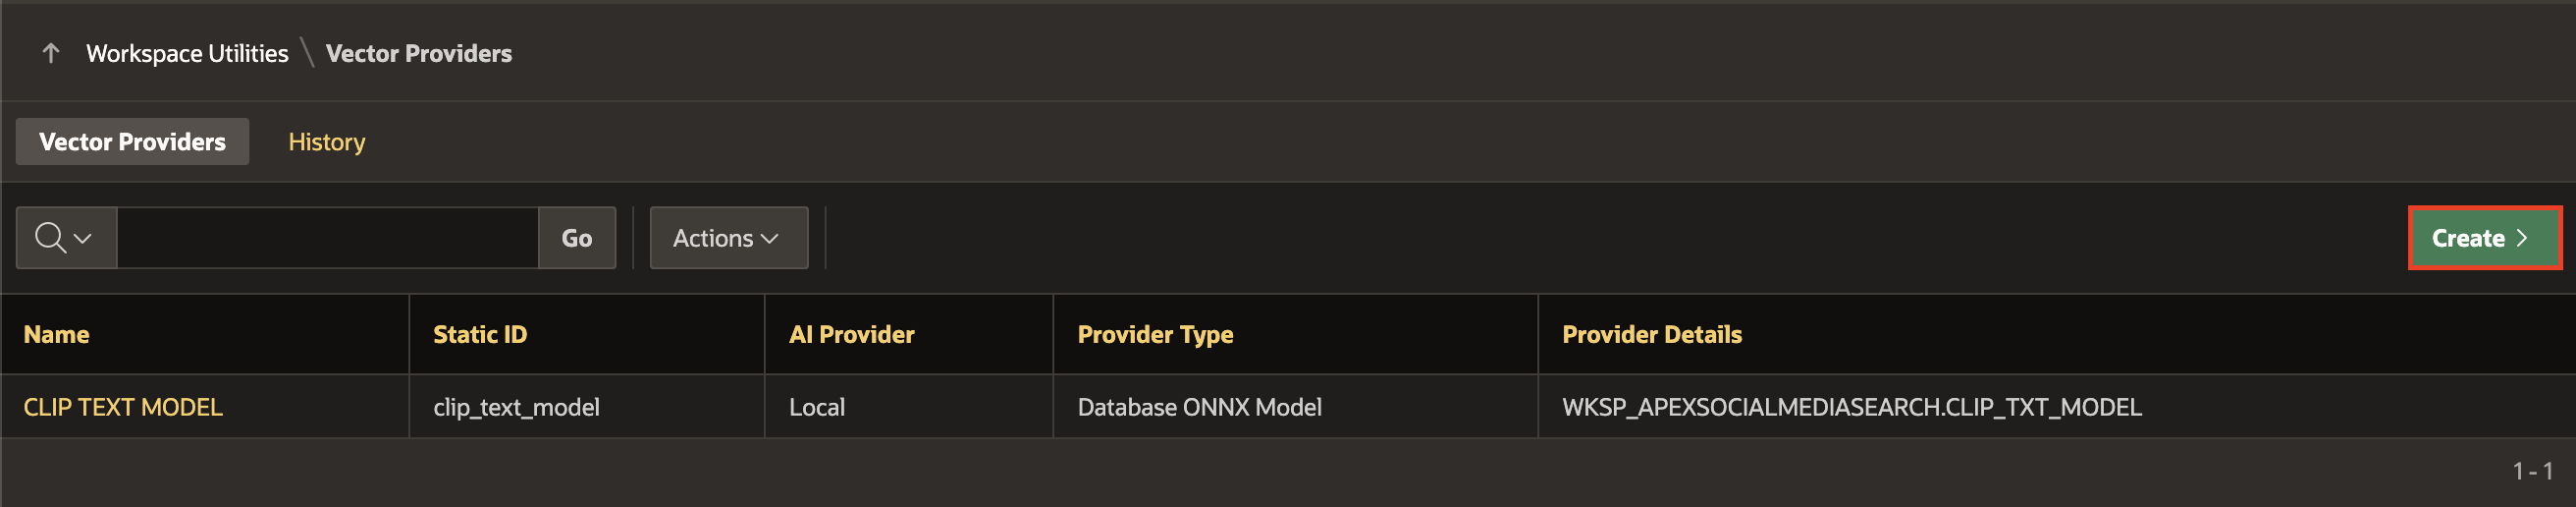 Workspace Utilities \ Vector Providers
Vector Providers History
Go Actions Create
Name Static ID AI Provider Provider Type Provider Details
CLIP TEXT MODEL clip_text_model Local Database ONNX Model WKSP_APEXSOCIALMEDIASEARCH.CLIP_TXT_MODEL
1 - 1